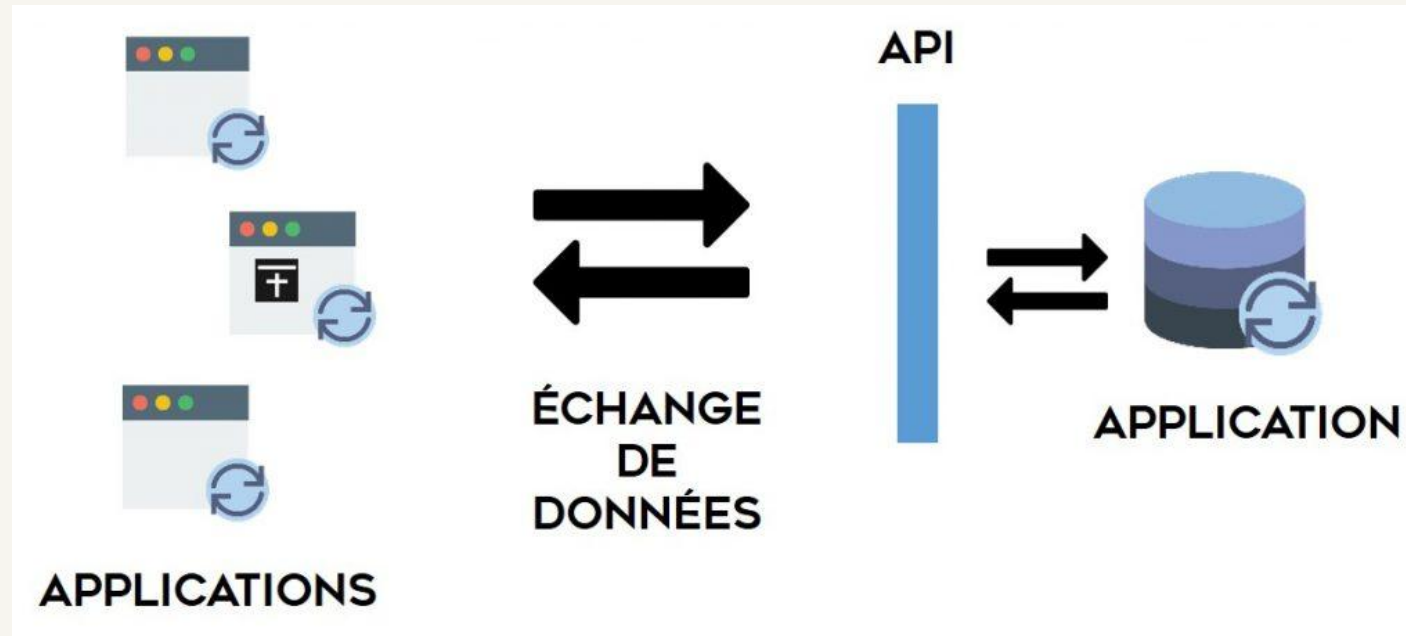 API
ÉCHANGE
DE
DONNÉES
APPLICATION
APPLICATIONS